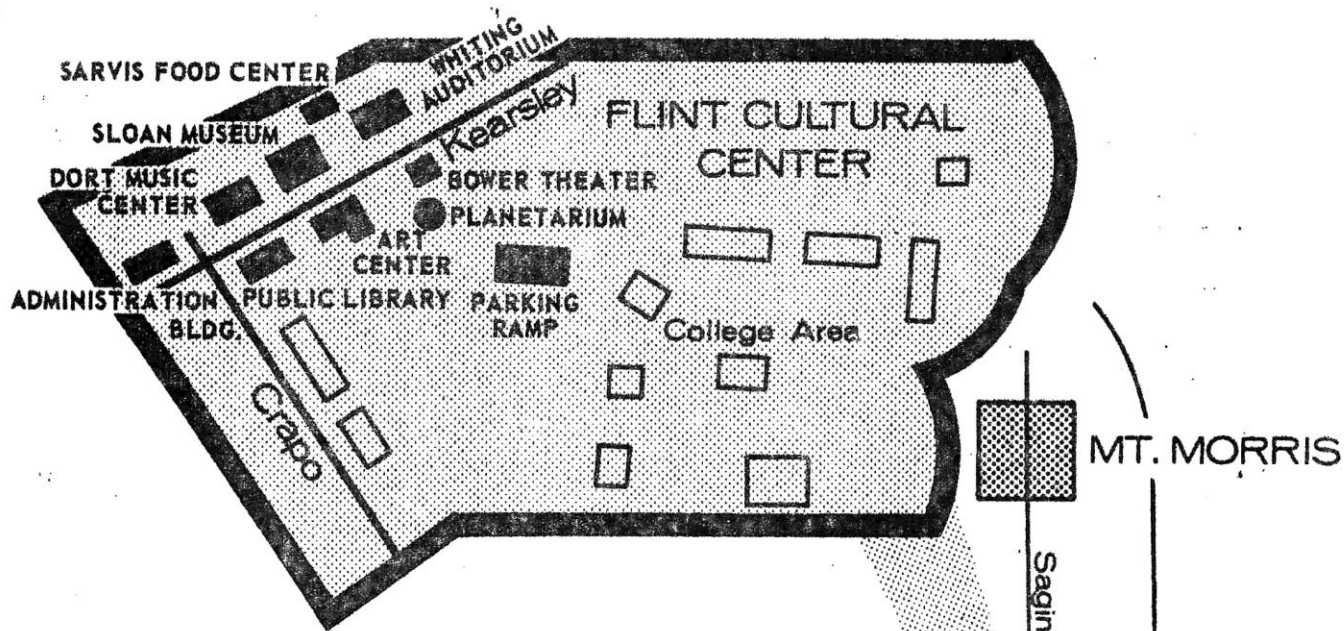 WHITING
AUDITORIUM
SARVIS FOOD CENTER
SLOAN MUSEUM
DORT MUSIC
CENTER
Kearsley
FLINT CULTURAL
CENTER
BOWER THEATER
PLANETARIUM
ART
CENTER
ADMINISTRATION
BLDG.
PUBLIC LIBRARY
PARKING
RAMP
College Area
Crapo
MT. MORRIS
Sagin